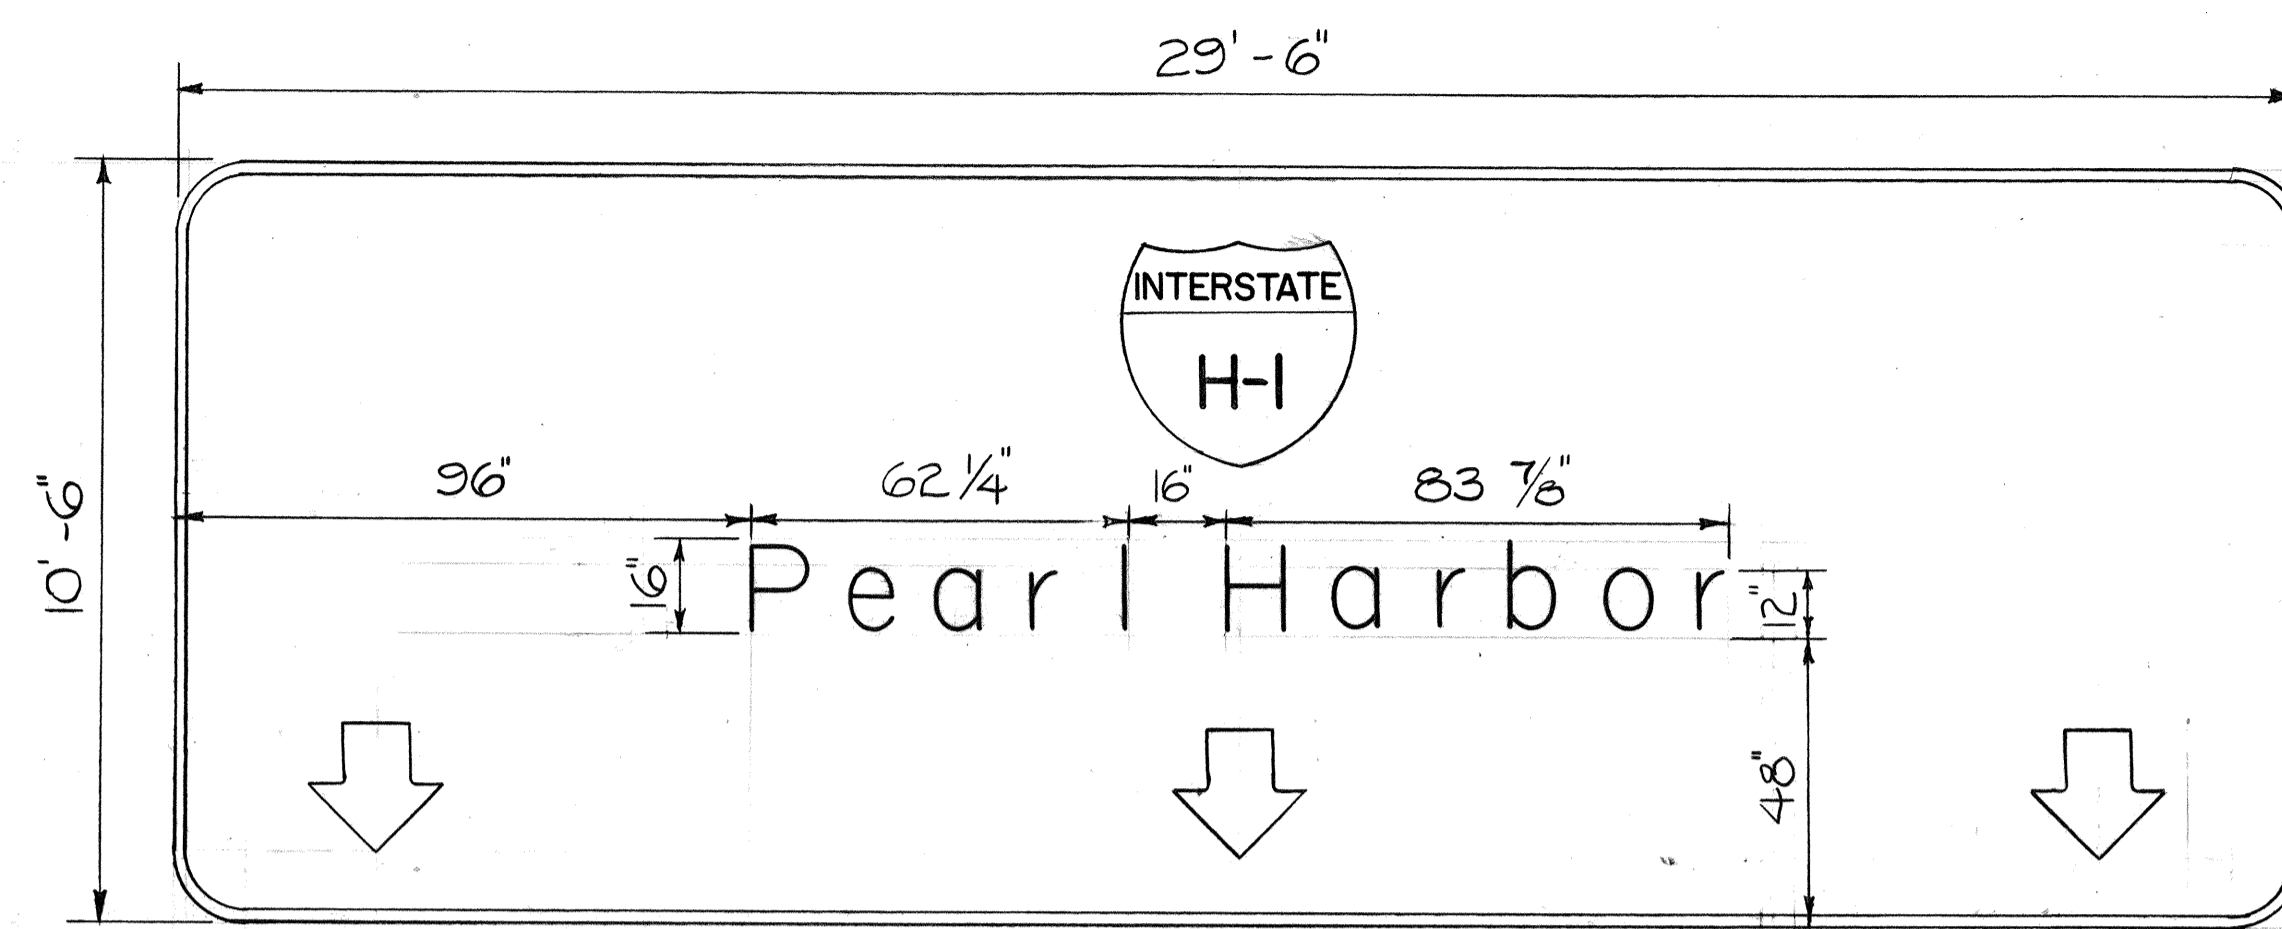 29'-6"
10'-6"
INTERSTATE
H-1
96" 62 1/4" 16" 83 7/8"
16" Pearl Harbor 12"
48"